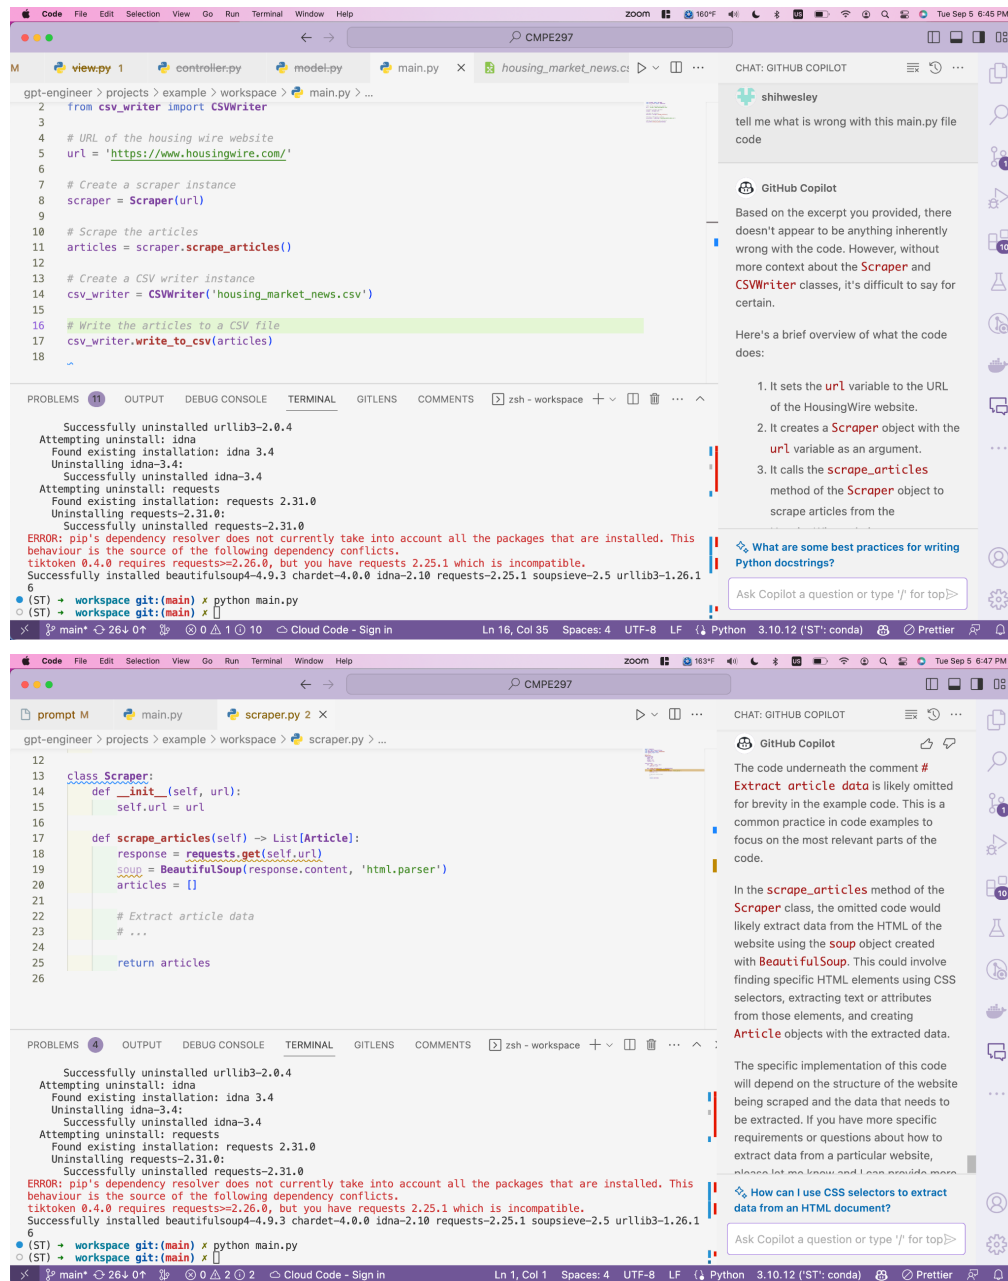 Code File Edit Selection View Go Run Terminal Window Help zoom 160°F US Tue Sep 5 6:45 PM
CMPE297
M view.py 1 controller.py model.py main.py housing_market_news.cs
gpt-engineer > projects > example > workspace > main.py > ...
2 from csv_writer import CSVWriter
3
4 # URL of the housing wire website
5 url = 'https://www.housingwire.com/'
6
7 # Create a scraper instance
8 scraper = Scraper(url)
9
10 # Scrape the articles
11 articles = scraper.scrape_articles()
12
13 # Create a CSV writer instance
14 csv_writer = CSVWriter('housing_market_news.csv')
15
16 # Write the articles to a CSV file
17 csv_writer.write_to_csv(articles)
18
PROBLEMS 11 OUTPUT DEBUG CONSOLE TERMINAL GITLENS COMMENTS zsh - workspace
Successfully uninstalled urllib3-2.0.4
Attempting uninstall: idna
Found existing installation: idna 3.4
Uninstalling idna-3.4:
Successfully uninstalled idna-3.4
Attempting uninstall: requests
Found existing installation: requests 2.31.0
Uninstalling requests-2.31.0:
Successfully uninstalled requests-2.31.0
ERROR: pip's dependency resolver does not currently take into account all the packages that are installed. This
behaviour is the source of the following dependency conflicts.
tiktoken 0.4.0 requires requests>=2.26.0, but you have requests 2.25.1 which is incompatible.
Successfully installed beautifulsoup4-4.9.3 chardet-4.0.0 idna-2.10 requests-2.25.1 soupsieve-2.5 urllib3-1.26.1
6
(ST) → workspace git:(main) ✗ python main.py
(ST) → workspace git:(main) ✗
CHAT: GITHUB COPILOT
shihwesley
tell me what is wrong with this main.py file
code
GitHub Copilot
Based on the excerpt you provided, there
doesn't appear to be anything inherently
wrong with the code. However, without
more context about the Scraper and
CSVWriter classes, it's difficult to say for
certain.
Here's a brief overview of what the code
does:
1. It sets the url variable to the URL
of the HousingWire website.
2. It creates a Scraper object with the
url variable as an argument.
3. It calls the scrape_articles
method of the Scraper object to
scrape articles from the
What are some best practices for writing
Python docstrings?
Ask Copilot a question or type '/' for top
1
10
main* 26↓ 0↑ 0 1 10 Cloud Code - Sign in Ln 16, Col 35 Spaces: 4 UTF-8 LF Python 3.10.12 ('ST': conda) Prettier
Code File Edit Selection View Go Run Terminal Window Help zoom 163°F US Tue Sep 5 6:47 PM
CMPE297
prompt M main.py scraper.py 2
gpt-engineer > projects > example > workspace > scraper.py > ...
12
13 class Scraper:
14 def __init__(self, url):
15 self.url = url
16
17 def scrape_articles(self) -> List[Article]:
18 response = requests.get(self.url)
19 soup = BeautifulSoup(response.content, 'html.parser')
20 articles = []
21
22 # Extract article data
23 # ...
24
25 return articles
26
PROBLEMS 4 OUTPUT DEBUG CONSOLE TERMINAL GITLENS COMMENTS zsh - workspace
Successfully uninstalled urllib3-2.0.4
Attempting uninstall: idna
Found existing installation: idna 3.4
Uninstalling idna-3.4:
Successfully uninstalled idna-3.4
Attempting uninstall: requests
Found existing installation: requests 2.31.0
Uninstalling requests-2.31.0:
Successfully uninstalled requests-2.31.0
ERROR: pip's dependency resolver does not currently take into account all the packages that are installed. This
behaviour is the source of the following dependency conflicts.
tiktoken 0.4.0 requires requests>=2.26.0, but you have requests 2.25.1 which is incompatible.
Successfully installed beautifulsoup4-4.9.3 chardet-4.0.0 idna-2.10 requests-2.25.1 soupsieve-2.5 urllib3-1.26.1
6
(ST) → workspace git:(main) ✗ python main.py
(ST) → workspace git:(main) ✗
CHAT: GITHUB COPILOT
GitHub Copilot
The code underneath the comment #
Extract article data is likely omitted
for brevity in the example code. This is a
common practice in code examples to
focus on the most relevant parts of the
code.
In the scrape_articles method of the
Scraper class, the omitted code would
likely extract data from the HTML of the
website using the soup object created
with BeautifulSoup. This could involve
finding specific HTML elements using CSS
selectors, extracting text or attributes
from those elements, and creating
Article objects with the extracted data.
The specific implementation of this code
will depend on the structure of the website
being scraped and the data that needs to
be extracted. If you have more specific
requirements or questions about how to
extract data from a particular website,
please let me know and I can provide more
How can I use CSS selectors to extract
data from an HTML document?
Ask Copilot a question or type '/' for top
1
10
main* 26↓ 0↑ 0 2 2 Cloud Code - Sign in Ln 1, Col 1 Spaces: 4 UTF-8 LF Python 3.10.12 ('ST': conda) Prettier